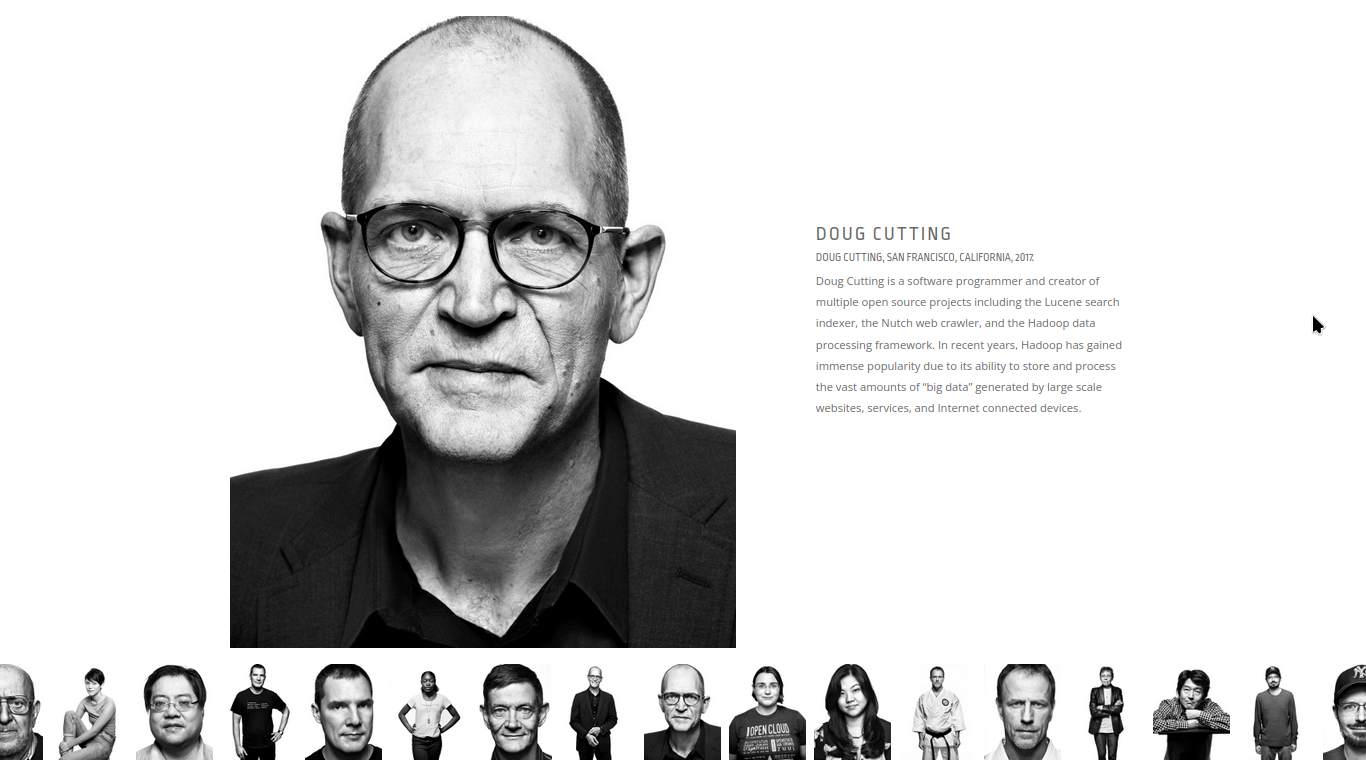 DOUG CUTTING
DOUG CUTTING, SAN FRANCISCO, CALIFORNIA, 2017.
Doug Cutting is a software programmer and creator of
multiple open source projects including the Lucene search
indexer, the Nutch web crawler, and the Hadoop data
processing framework. In recent years, Hadoop has gained
immense popularity due to its ability to store and process
the vast amounts of “big data” generated by large scale
websites, services, and Internet connected devices.
OPEN CLOUD